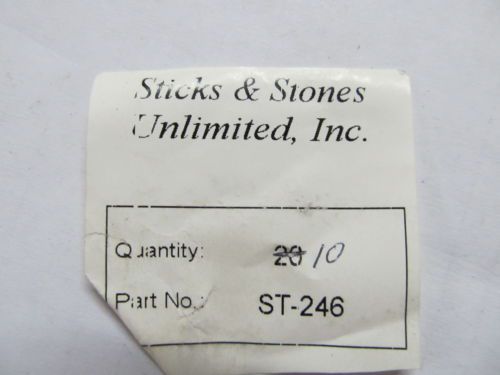 Sticks & Stones
Unlimited, Inc.
Quantity: 20 10
Part No.: ST-246